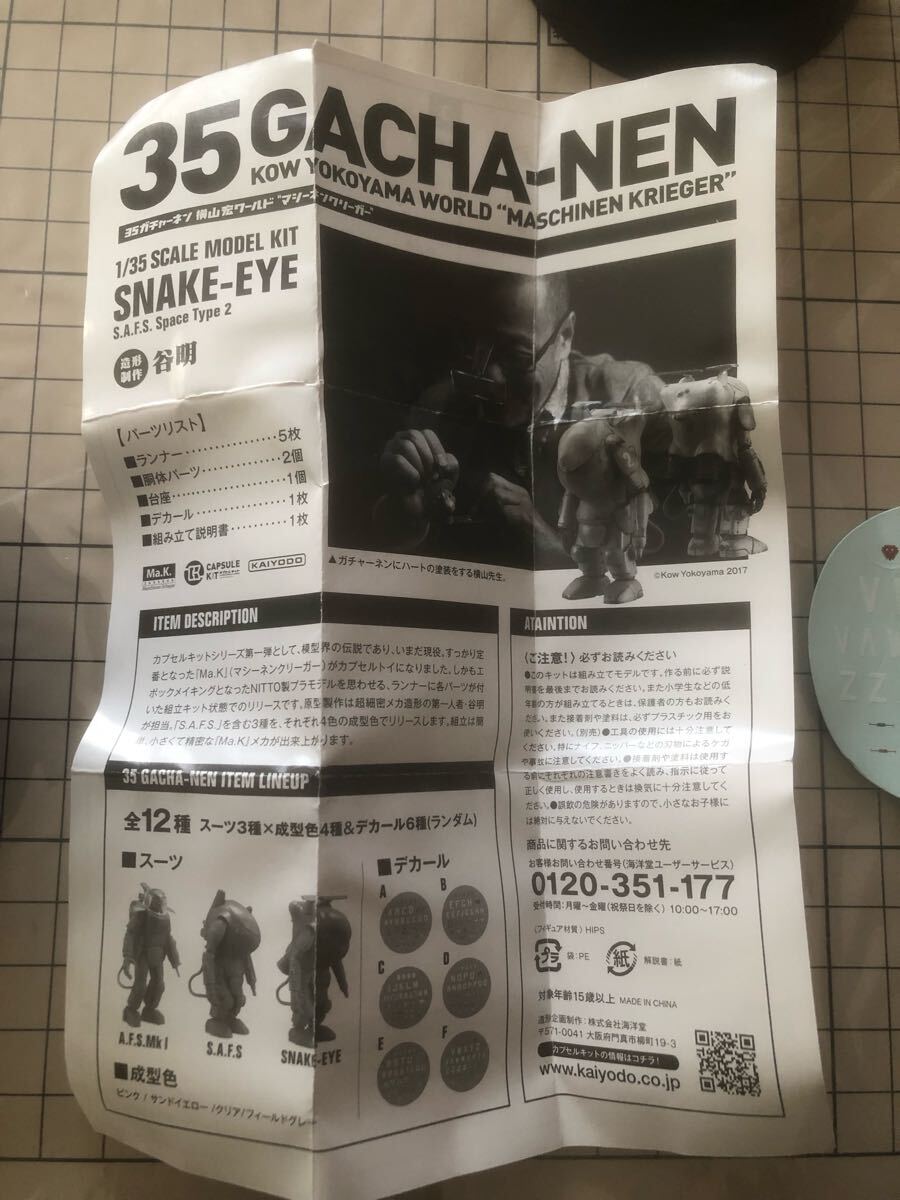 35 GACHA-NEN
KOW YOKOYAMA WORLD “MASCHINEN KRIEGER”
35ガチャーネン 横山宏ワールド "マシーネンクリーガー"
1/35 SCALE MODEL KIT
SNAKE-EYE
S.A.F.S. Space Type 2
造形
制作
谷明
【パーツリスト】
■ランナー················5枚
■胴体パーツ··············2個
■台座····················1個
■デカール················1枚
■組み立て説明書··········1枚
Ma.K.
CAPSULE
KIT
KAIYODO
▲ガチャーネンにハートの塗装をする横山先生。
©Kow Yokoyama 2017
ITEM DESCRIPTION
カプセルキットシリーズ第一弾として、模型界の伝説であり、いまだ現役。すっかり定
番となった「Ma.K」(マシーネンクリーガー)がカプセルトイになりました。しかもエ
ポックメイキングとなったNITTO製プラモデルを思わせる、ランナーに各パーツが付
いた組立キット状態でのリリースです。原型製作は超細密メカ造形の第一人者・谷明
が担当。「S.A.F.S.」を含む3種を、それぞれ4色の成型色でリリースします。組立は簡
単、小さくて精密な「Ma.K」メカが出来上がります。
35 GACHA-NEN ITEM LINEUP
全12種 スーツ3種×成型色4種&デカール6種(ランダム)
■スーツ
A.F.S.Mk I
S.A.F.S
SNAKE-EYE
■成型色
ピンク/サンドイエロー/クリア/フィールドグレー
■デカール
A
B
C
D
E
F
ATAINTION
〈ご注意!〉必ずお読みください
●このキットは組み立てモデルです。作る前に必ず説
明書を最後までお読みください。また小学生などの低
年齢の方が組み立てるときは、保護者の方もお読みく
ださい。また接着剤や塗料は、必ずプラスチック用をお
使いください。(別売)●工具の使用には十分注意して
ください。特にナイフ、ニッパーなどの刃物によるケガ
や事故に注意してください。●接着剤や塗料は使用す
る前にそれぞれの注意書きをよく読み、指示に従って
正しく使用し、使用するときは換気に十分注意してくだ
さい。●誤飲の危険がありますので、小さなお子様に
は絶対に与えないでください。
商品に関するお問い合わせ先
お客様お問い合わせ番号(海洋堂ユーザーサービス)
0120-351-177
受付時間:月曜~金曜(祝祭日を除く) 10:00~17:00
〈フィギュア材質〉HIPS
プラ
袋:PE
紙
解説書:紙
対象年齢15歳以上 MADE IN CHINA
造形企画制作:株式会社海洋堂
〒571-0041 大阪府門真市柳町19-3
カプセルキットの情報はコチラ!
www.kaiyodo.co.jp